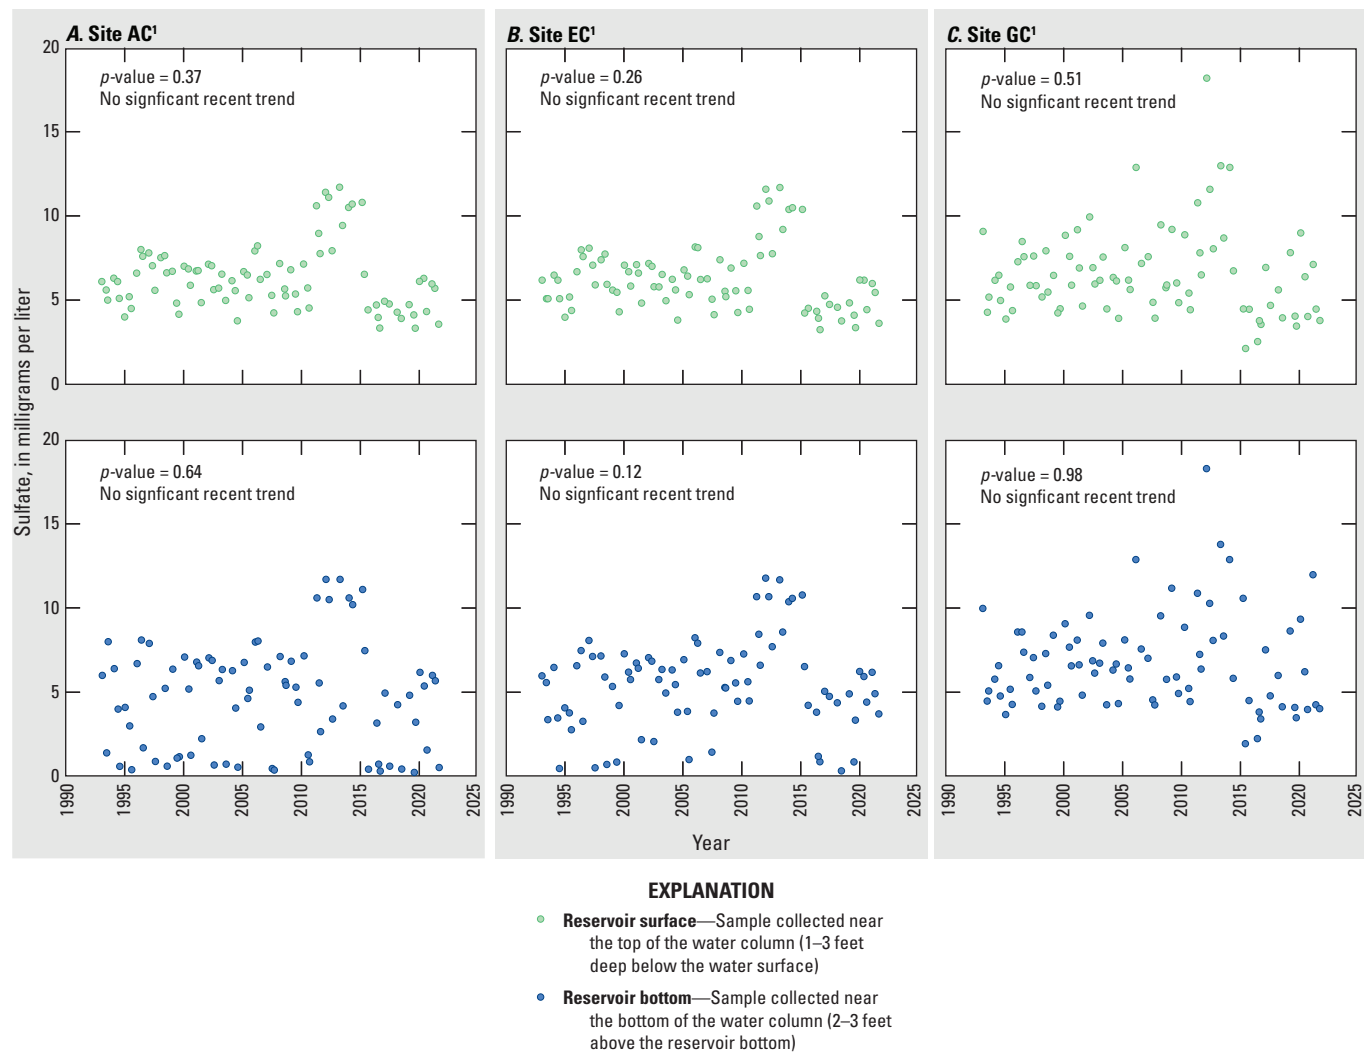 A. Site AC¹
B. Site EC¹
C. Site GC¹
20
15
10
5
0
p-value = 0.37
No signficant recent trend
p-value = 0.26
No signficant recent trend
p-value = 0.51
No signficant recent trend
Sulfate, in milligrams per liter
20
15
10
5
0
p-value = 0.64
No signficant recent trend
p-value = 0.12
No signficant recent trend
p-value = 0.98
No signficant recent trend
1990 1995 2000 2005 2010 2015 2020 2025
1990 1995 2000 2005 2010 2015 2020 2025
1990 1995 2000 2005 2010 2015 2020 2025
Year
EXPLANATION
Reservoir surface—Sample collected near
the top of the water column (1–3 feet
deep below the water surface)
Reservoir bottom—Sample collected near
the bottom of the water column (2–3 feet
above the reservoir bottom)